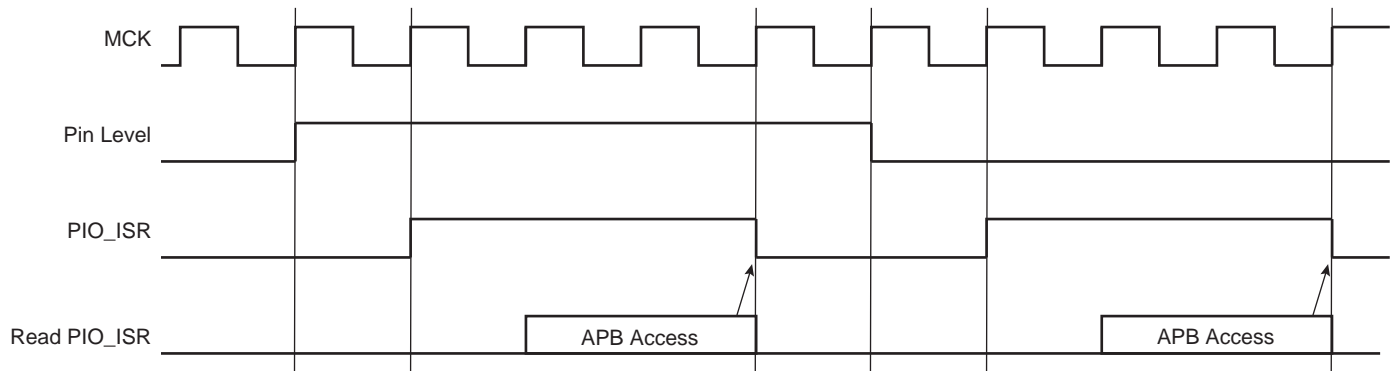 MCK
Pin Level
PIO_ISR
Read PIO_ISR
APB Access
APB Access